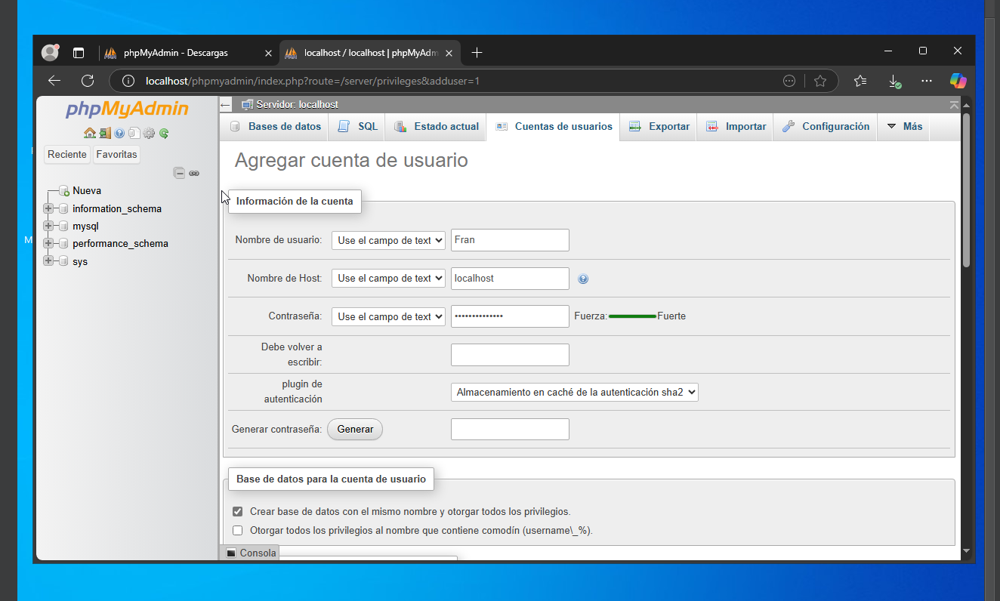 phpMyAdmin - Descargas
localhost / localhost | phpMyAdm
localhost/phpmyadmin/index.php?route=/server/privileges&adduser=1
phpMyAdmin
Reciente Favoritas
Nueva
information_schema
mysql
performance_schema
sys
M
Servidor: localhost
Bases de datos SQL Estado actual Cuentas de usuarios Exportar Importar Configuración Más
Agregar cuenta de usuario
Información de la cuenta
Nombre de usuario: Use el campo de text Fran
Nombre de Host: Use el campo de text localhost
Contraseña: Use el campo de text •••••••••••••• Fuerza: Fuerte
Debe volver a
escribir:
plugin de
autenticación
Almacenamiento en caché de la autenticación sha2
Generar contraseña: Generar
Base de datos para la cuenta de usuario
Crear base de datos con el mismo nombre y otorgar todos los privilegios.
Otorgar todos los privilegios al nombre que contiene comodín (username\_%).
Consola